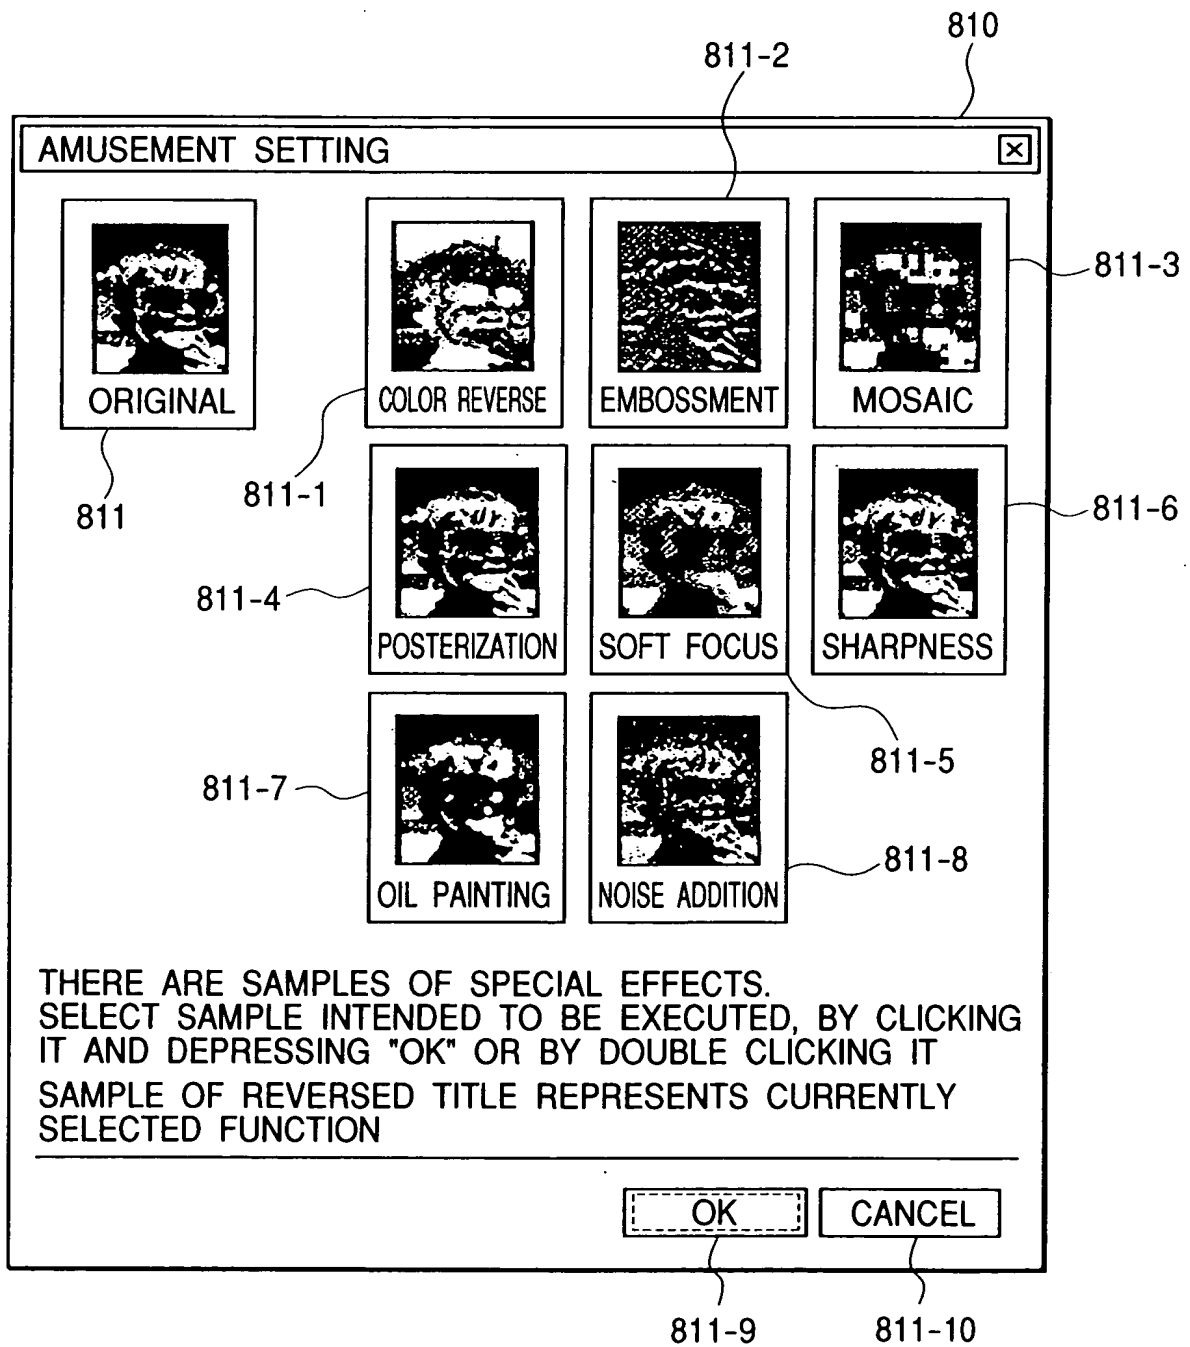 810
811-2
AMUSEMENT SETTING
811-3
ORIGINAL
COLOR REVERSE
EMBOSSMENT
MOSAIC
811
811-1
811-6
811-4
POSTERIZATION
SOFT FOCUS
SHARPNESS
811-5
811-7
811-8
OIL PAINTING
NOISE ADDITION
THERE ARE SAMPLES OF SPECIAL EFFECTS.
SELECT SAMPLE INTENDED TO BE EXECUTED, BY CLICKING
IT AND DEPRESSING "OK" OR BY DOUBLE CLICKING IT
SAMPLE OF REVERSED TITLE REPRESENTS CURRENTLY
SELECTED FUNCTION
OK
CANCEL
811-9
811-10